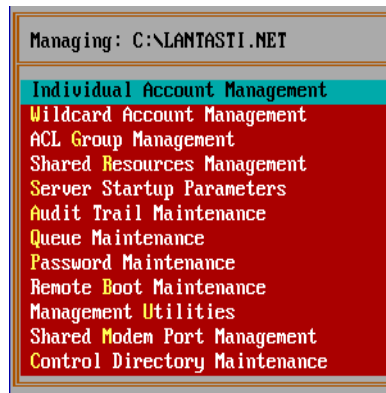 Managing: C:\LANTASTI.NET
Individual Account Management
Wildcard Account Management
ACL Group Management
Shared Resources Management
Server Startup Parameters
Audit Trail Maintenance
Queue Maintenance
Password Maintenance
Remote Boot Maintenance
Management Utilities
Shared Modem Port Management
Control Directory Maintenance